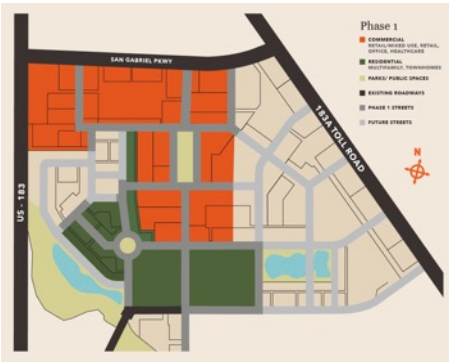 Phase 1
COMMERCIAL
RETAIL/MIXED USE, RETAIL,
OFFICE, HEALTHCARE
RESIDENTIAL
MULTIFAMILY, TOWNHOMES
PARKS/ PUBLIC SPACES
EXISTING ROADWAYS
PHASE 1 STREETS
FUTURE STREETS
SAN GABRIEL PKWY
183A TOLL ROAD
N
US - 183